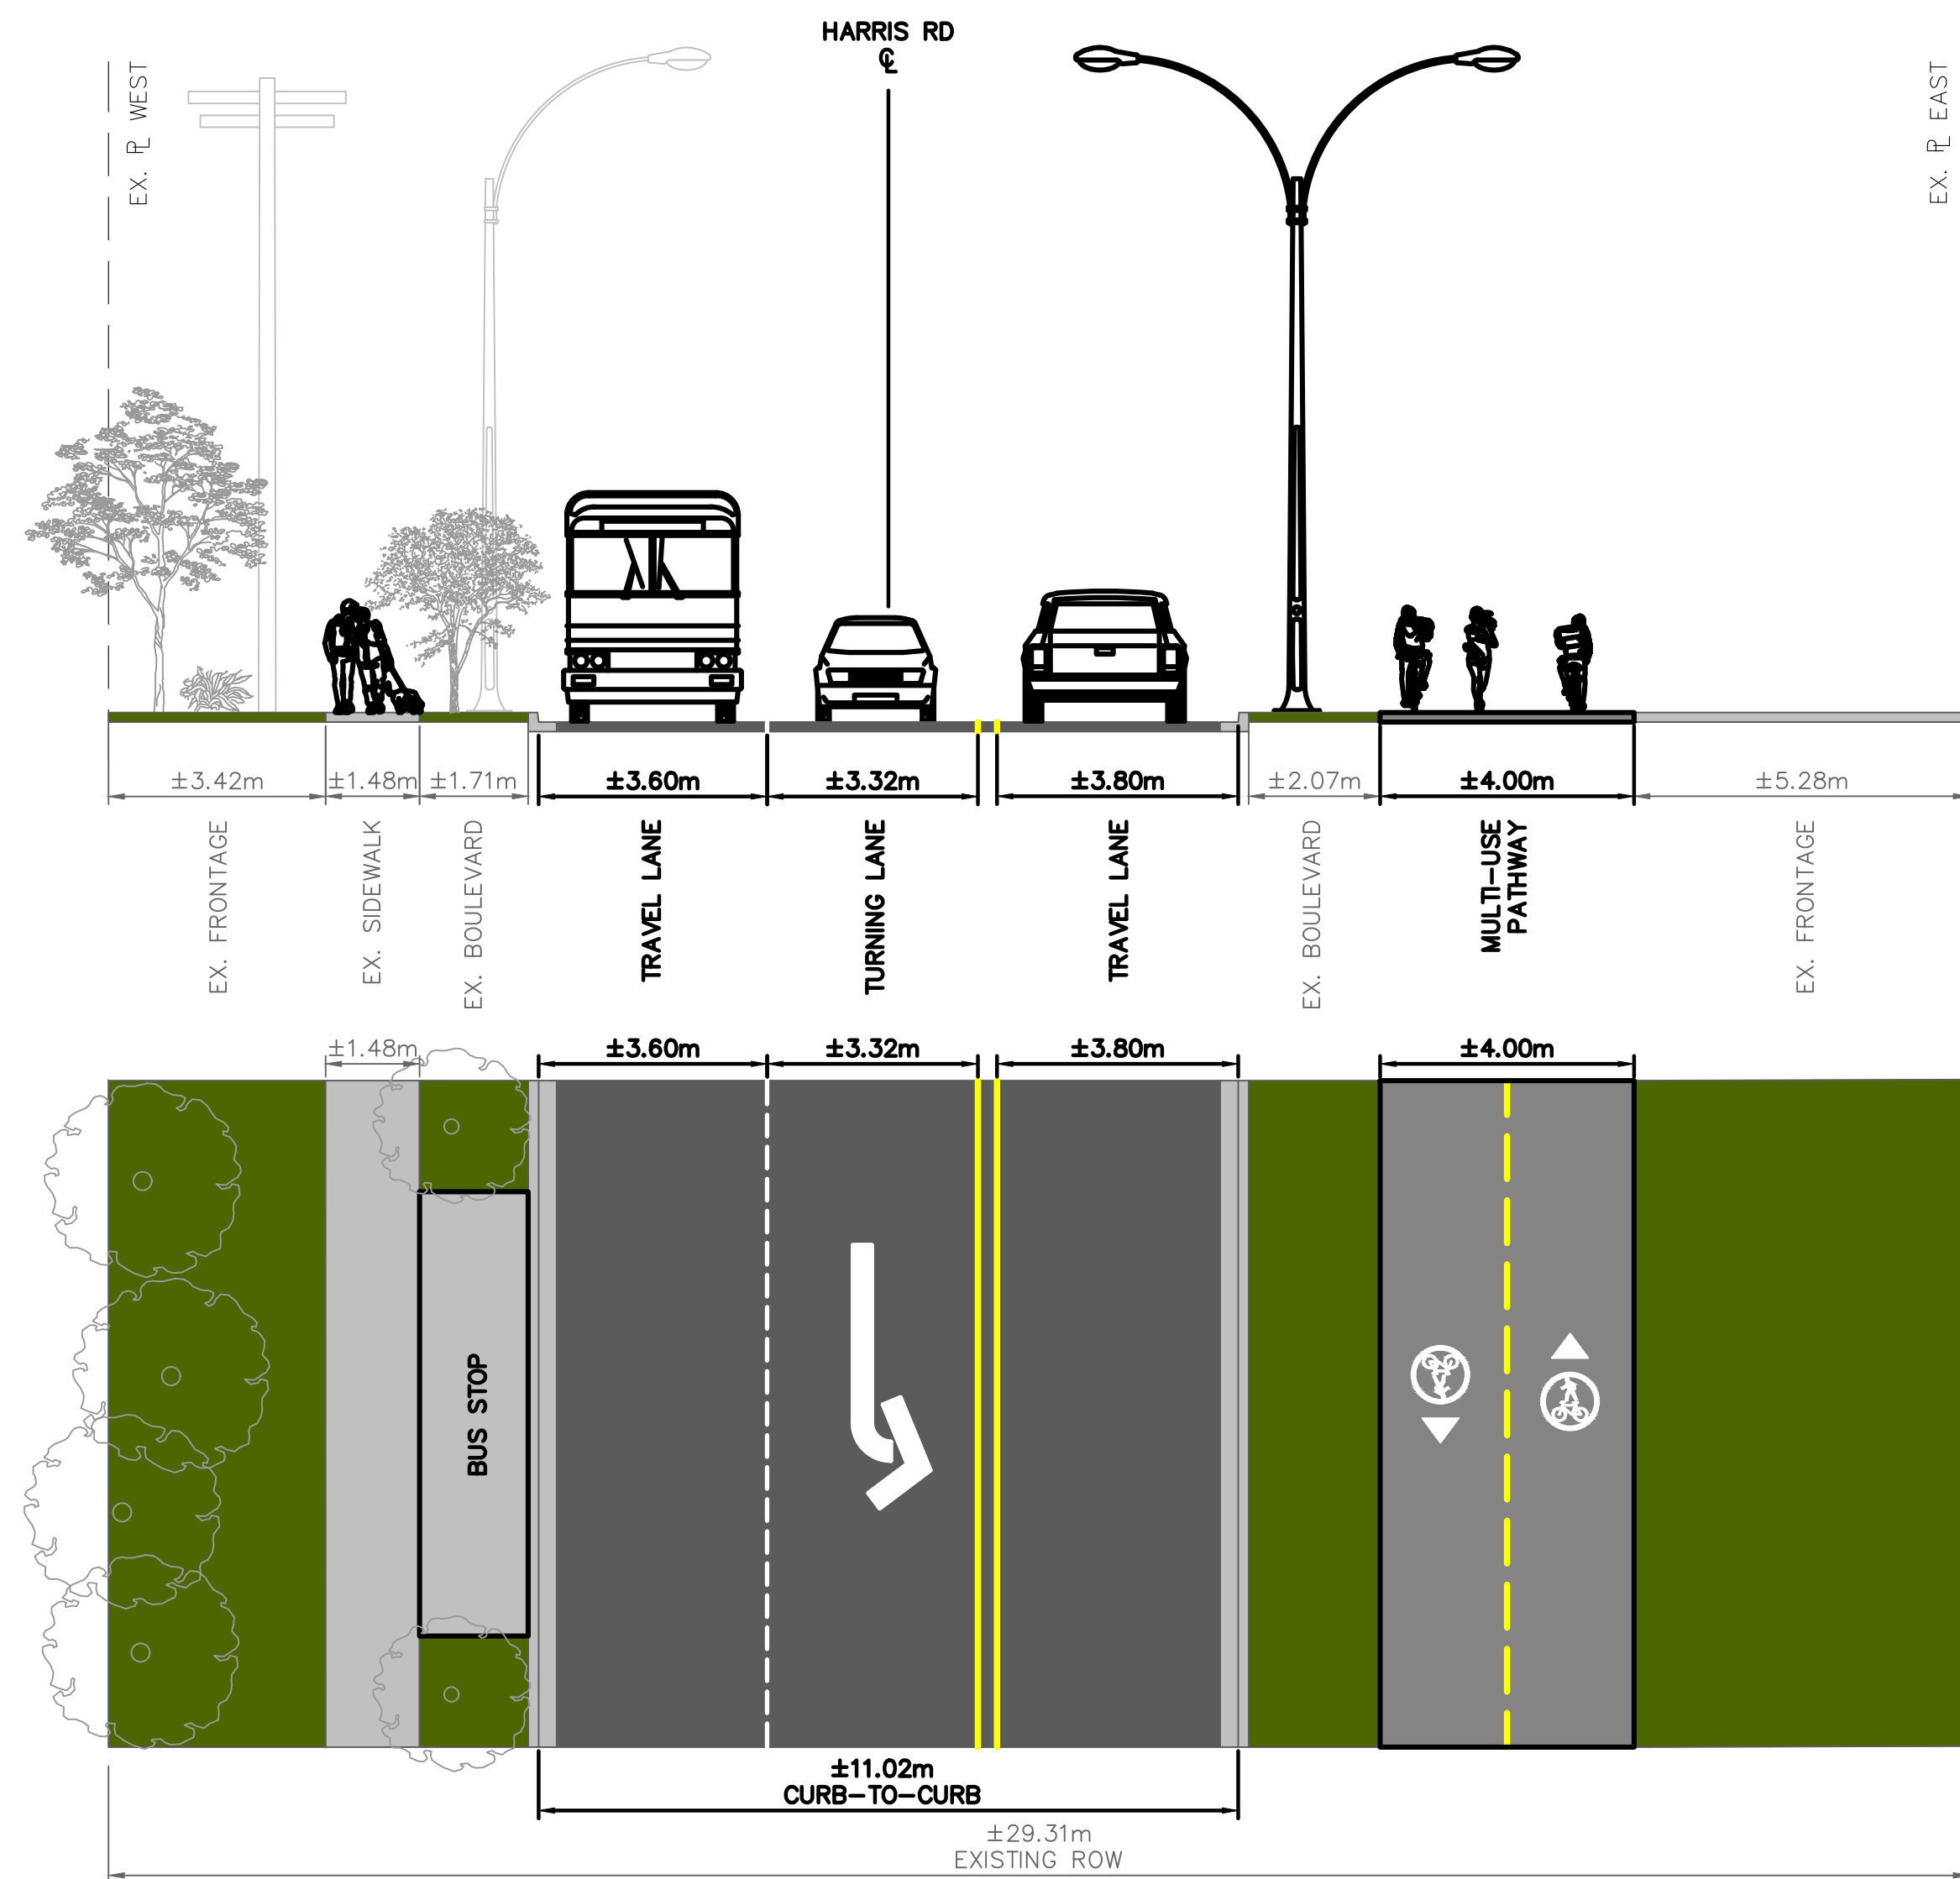 HARRIS RD
℄
EX. ⅊ WEST
EX. ⅊ EAST
±3.42m
±1.48m
±1.71m
±3.60m
±3.32m
±3.80m
±2.07m
±4.00m
±5.28m
EX. FRONTAGE
EX. SIDEWALK
EX. BOULEVARD
TRAVEL LANE
TURNING LANE
TRAVEL LANE
EX. BOULEVARD
MULTI-USE
PATHWAY
EX. FRONTAGE
±1.48m
±3.60m
±3.32m
±3.80m
±4.00m
BUS STOP
±11.02m
CURB-TO-CURB
±29.31m
EXISTING ROW